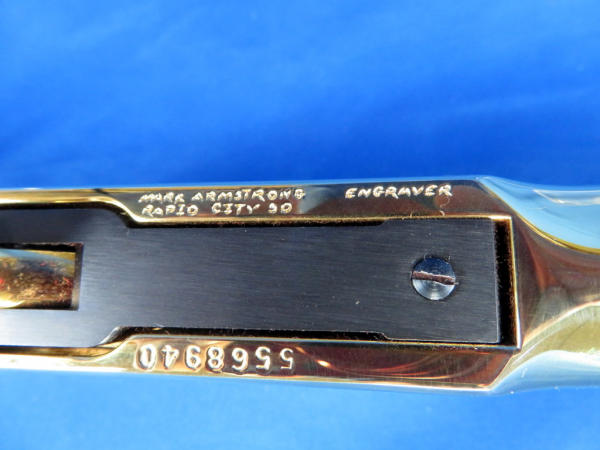 MARK ARMSTRONG ENGRAVER
RAPID CITY SD
5568940